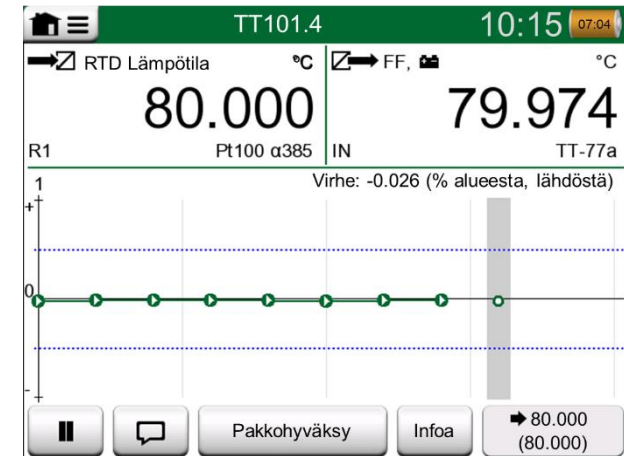 TT101.4
10:15
07:04
RTD Lämpötila
°C
80.000
R1
Pt100 α385
FF,
°C
79.974
IN
TT-77a
Virhe: -0.026 (% alueesta, lähdöstä)
1
+
0
-
Pakkohyväksy
Infoa
80.000
(80.000)